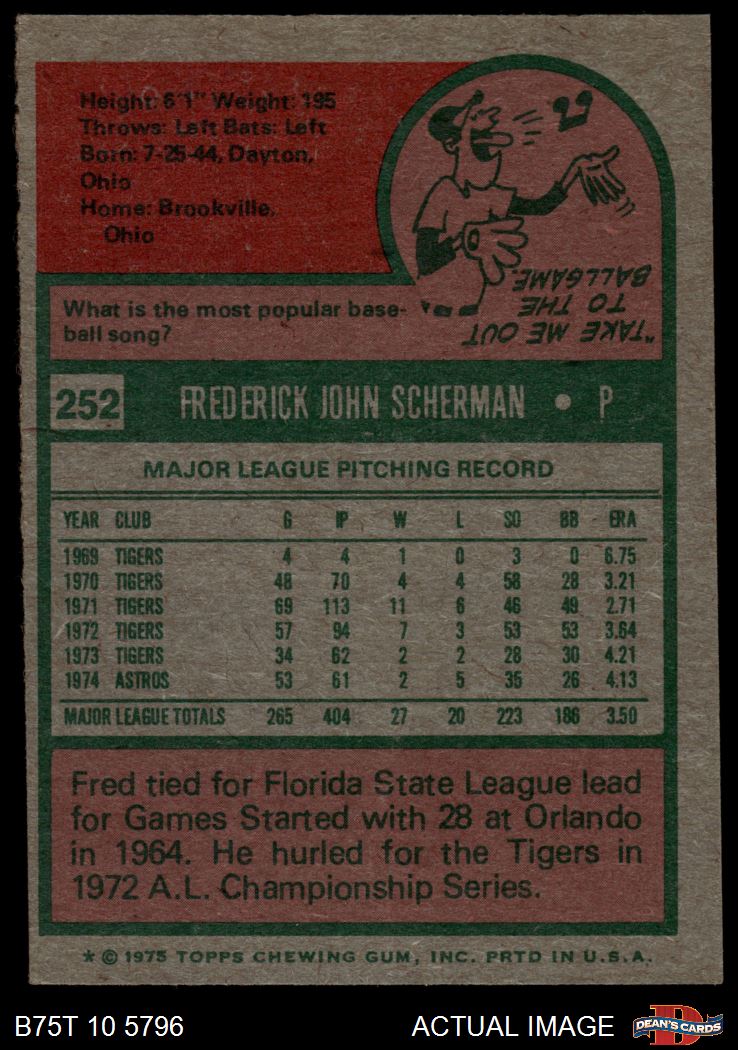 Height: 6'1" Weight: 195
Throws: Left Bats: Left
Born: 7-25-44, Dayton,
Ohio
Home: Brookville,
Ohio
What is the most popular base-
ball song?
"TAKE ME OUT
TO THE
BALLGAME."
252 FREDERICK JOHN SCHERMAN • P
MAJOR LEAGUE PITCHING RECORD
YEAR CLUB G IP W L SO BB ERA
1969 TIGERS 4 4 1 0 3 0 6.75
1970 TIGERS 48 70 4 4 58 28 3.21
1971 TIGERS 69 113 11 6 46 49 2.71
1972 TIGERS 57 94 7 3 53 53 3.64
1973 TIGERS 34 62 2 2 28 30 4.21
1974 ASTROS 53 61 2 5 35 26 4.13
MAJOR LEAGUE TOTALS 265 404 27 20 223 186 3.50
Fred tied for Florida State League lead
for Games Started with 28 at Orlando
in 1964. He hurled for the Tigers in
1972 A.L. Championship Series.
* © 1975 TOPPS CHEWING GUM, INC. PRTD IN U.S.A.
B75T 10 5796 ACTUAL IMAGE DEAN'S CARDS